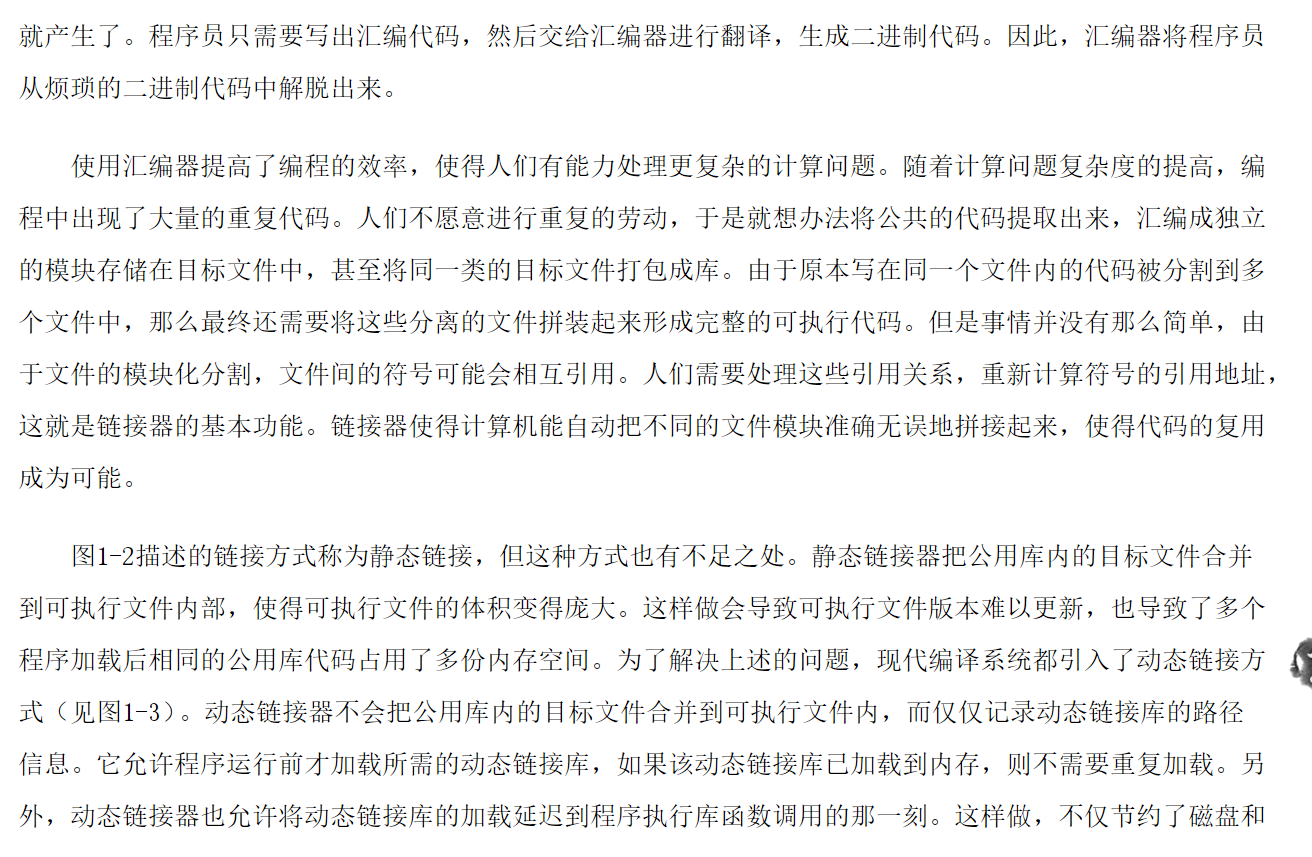 就产生了。程序员只需要写出汇编代码，然后交给汇编器进行翻译，生成二进制代码。因此，汇编器将程序员
从烦琐的二进制代码中解脱出来。
使用汇编器提高了编程的效率，使得人们有能力处理更复杂的计算问题。随着计算问题复杂度的提高，编
程中出现了大量的重复代码。人们不愿意进行重复的劳动，于是就想办法将公共的代码提取出来，汇编成独立
的模块存储在目标文件中，甚至将同一类的目标文件打包成库。由于原本写在同一个文件内的代码被分割到多
个文件中，那么最终还需要将这些分离的文件拼装起来形成完整的可执行代码。但是事情并没有那么简单，由
于文件的模块化分割，文件间的符号可能会相互引用。人们需要处理这些引用关系，重新计算符号的引用地址，
这就是链接器的基本功能。链接器使得计算机能自动把不同的文件模块准确无误地拼接起来，使得代码的复用
成为可能。
图1-2描述的链接方式称为静态链接，但这种方式也有不足之处。静态链接器把公用库内的目标文件合并
到可执行文件内部，使得可执行文件的体积变得庞大。这样做会导致可执行文件版本难以更新，也导致了多个
程序加载后相同的公用库代码占用了多份内存空间。为了解决上述的问题，现代编译系统都引入了动态链接方
式（见图1-3）。动态链接器不会把公用库内的目标文件合并到可执行文件内，而仅仅记录动态链接库的路径
信息。它允许程序运行前才加载所需的动态链接库，如果该动态链接库已加载到内存，则不需要重复加载。另
外，动态链接器也允许将动态链接库的加载延迟到程序执行库函数调用的那一刻。这样做，不仅节约了磁盘和